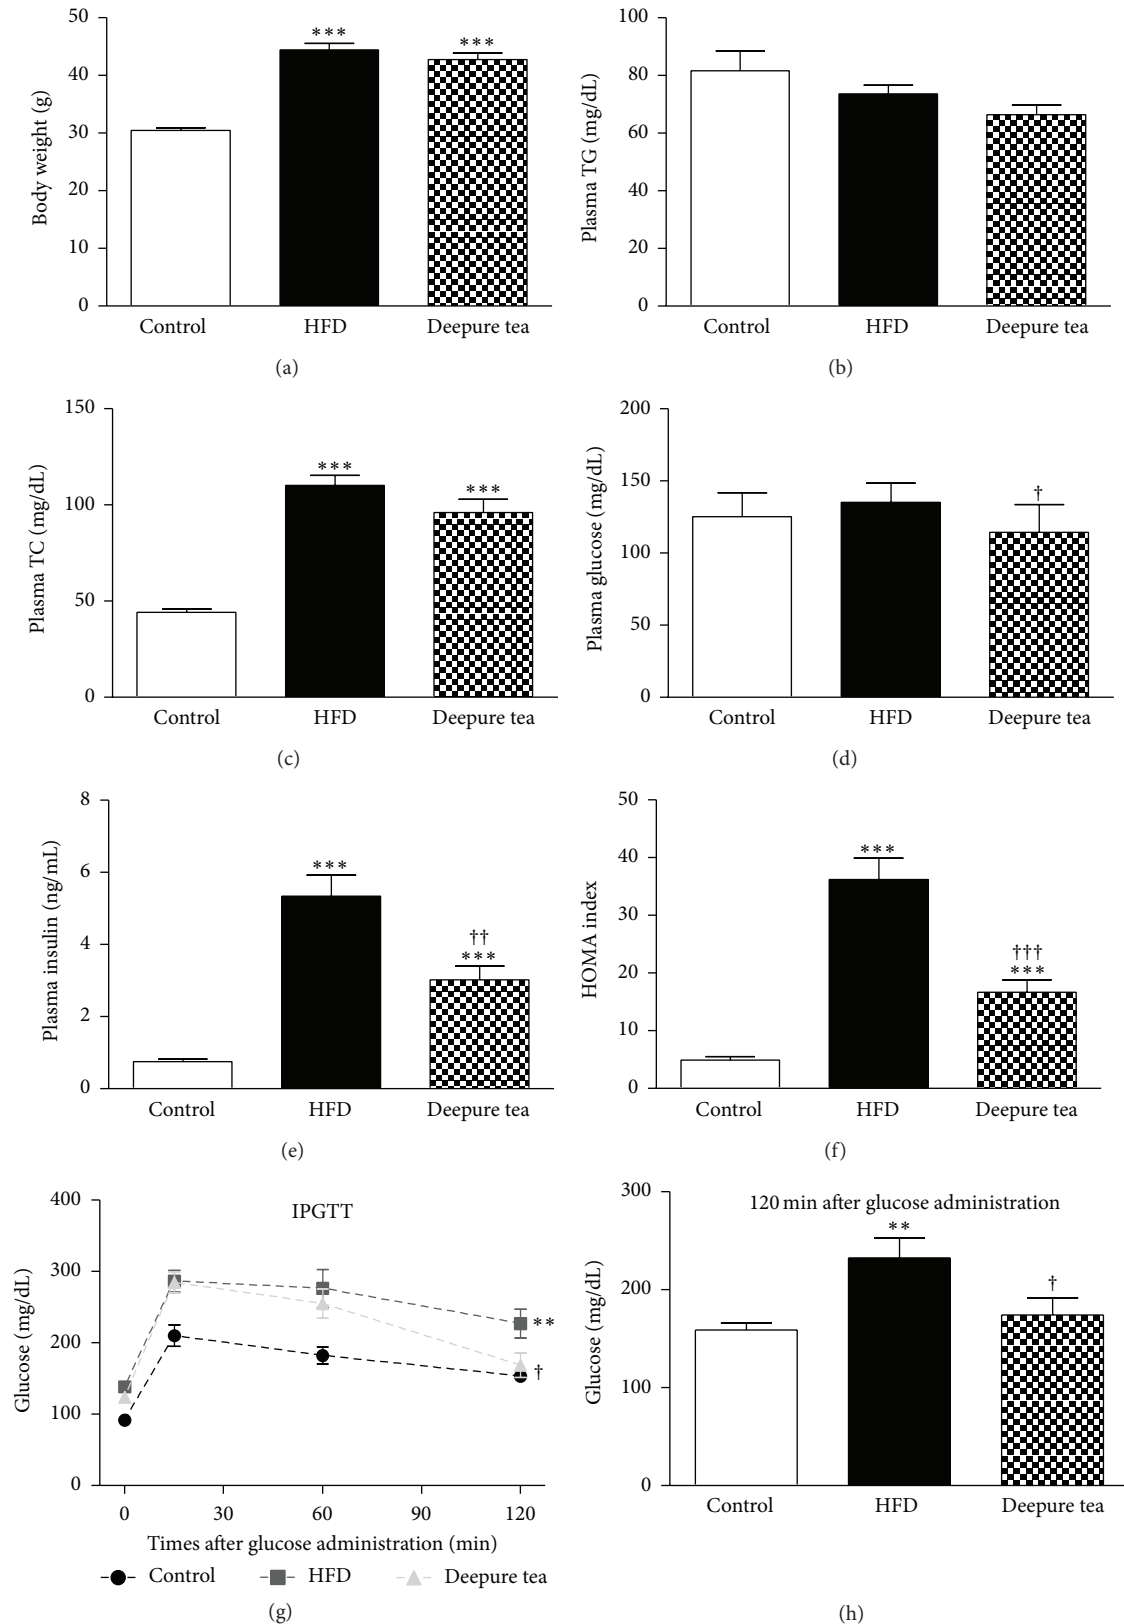 50
40
30
20
10
0
Body weight (g)
***
***
Control HFD Deepure tea
(a)
100
80
60
40
20
0
Plasma TG (mg/dL)
Control HFD Deepure tea
(b)
150
100
50
0
Plasma TC (mg/dL)
***
***
Control HFD Deepure tea
(c)
200
150
100
50
0
Plasma glucose (mg/dL)
†
Control HFD Deepure tea
(d)
8
6
4
2
0
Plasma insulin (ng/mL)
***
††
***
Control HFD Deepure tea
(e)
50
40
30
20
10
0
HOMA index
***
†††
***
Control HFD Deepure tea
(f)
IPGTT
400
300
200
100
0
Glucose (mg/dL)
**
†
0 30 60 90 120
Times after glucose administration (min)
Control HFD Deepure tea
(g)
120 min after glucose administration
300
200
100
0
Glucose (mg/dL)
**
†
Control HFD Deepure tea
(h)